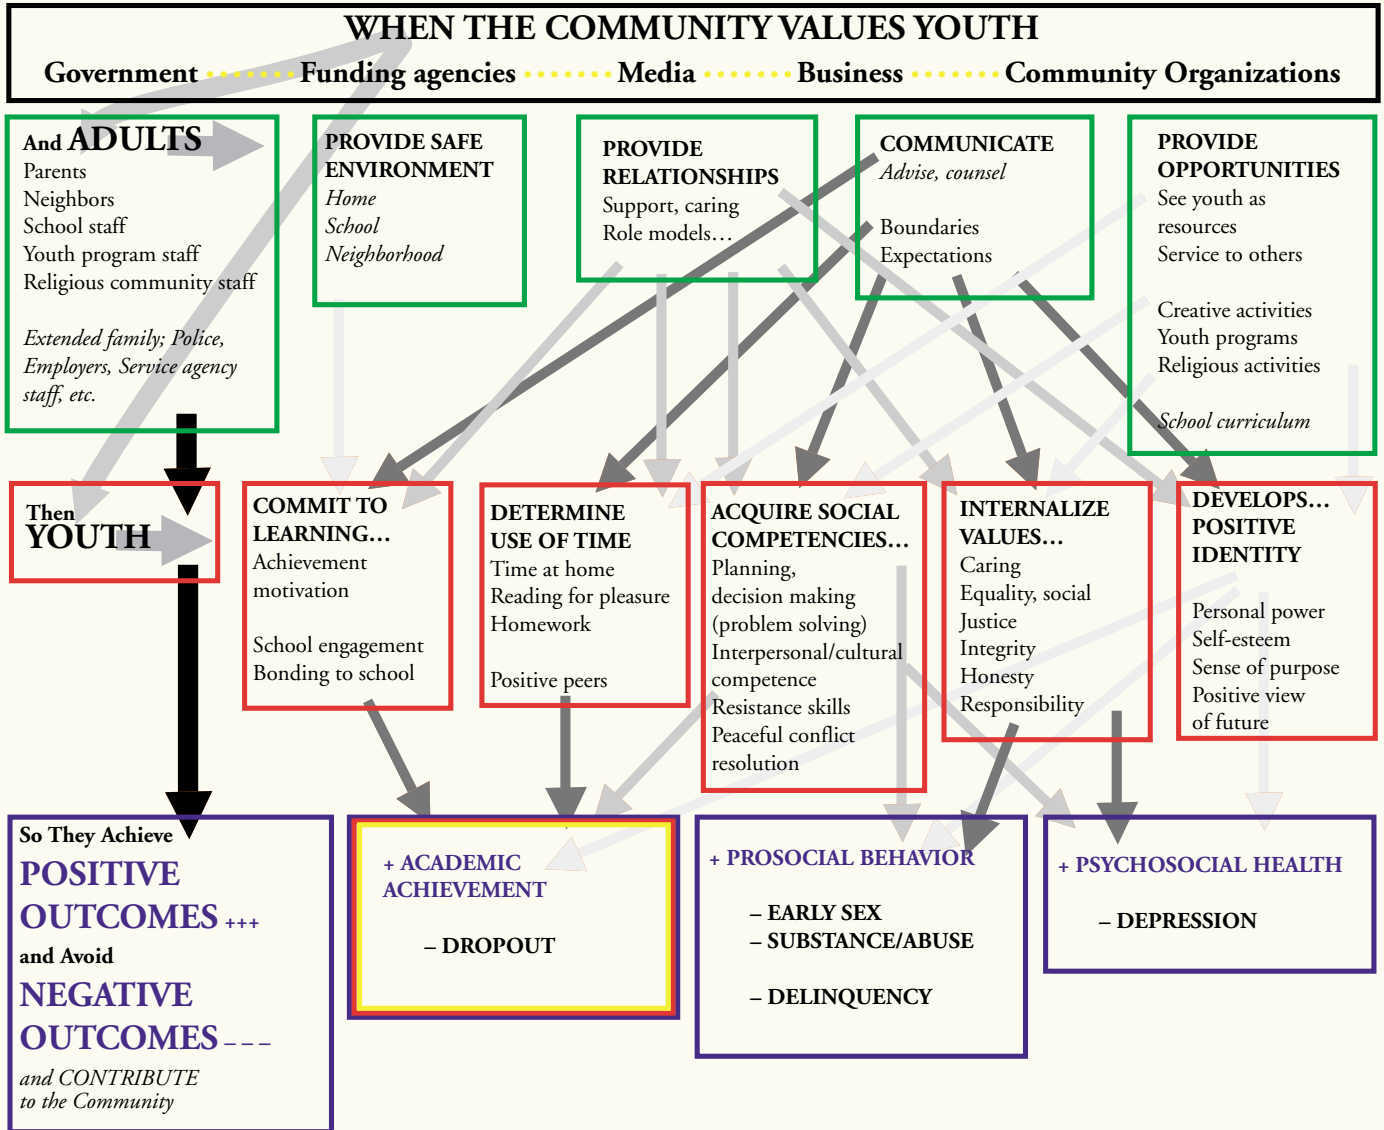 WHEN THE COMMUNITY VALUES YOUTH
Government ······ Funding agencies ······ Media ······ Business ······ Community Organizations
And ADULTS
Parents
Neighbors
School staff
Youth program staff
Religious community staff
Extended family; Police,
Employers, Service agency
staff, etc.
PROVIDE SAFE
ENVIRONMENT
Home
School
Neighborhood
PROVIDE
RELATIONSHIPS
Support, caring
Role models…
COMMUNICATE
Advise, counsel
Boundaries
Expectations
PROVIDE
OPPORTUNITIES
See youth as
resources
Service to others
Creative activities
Youth programs
Religious activities
School curriculum
Then
YOUTH
COMMIT TO
LEARNING…
Achievement
motivation
School engagement
Bonding to school
DETERMINE
USE OF TIME
Time at home
Reading for pleasure
Homework
Positive peers
ACQUIRE SOCIAL
COMPETENCIES…
Planning,
decision making
(problem solving)
Interpersonal/cultural
competence
Resistance skills
Peaceful conflict
resolution
INTERNALIZE
VALUES…
Caring
Equality, social
Justice
Integrity
Honesty
Responsibility
DEVELOPS…
POSITIVE
IDENTITY
Personal power
Self-esteem
Sense of purpose
Positive view
of future
So They Achieve
POSITIVE
OUTCOMES +++
and Avoid
NEGATIVE
OUTCOMES – – –
and CONTRIBUTE
to the Community
+ ACADEMIC
ACHIEVEMENT
– DROPOUT
+ PROSOCIAL BEHAVIOR
– EARLY SEX
– SUBSTANCE/ABUSE
– DELINQUENCY
+ PSYCHOSOCIAL HEALTH
– DEPRESSION